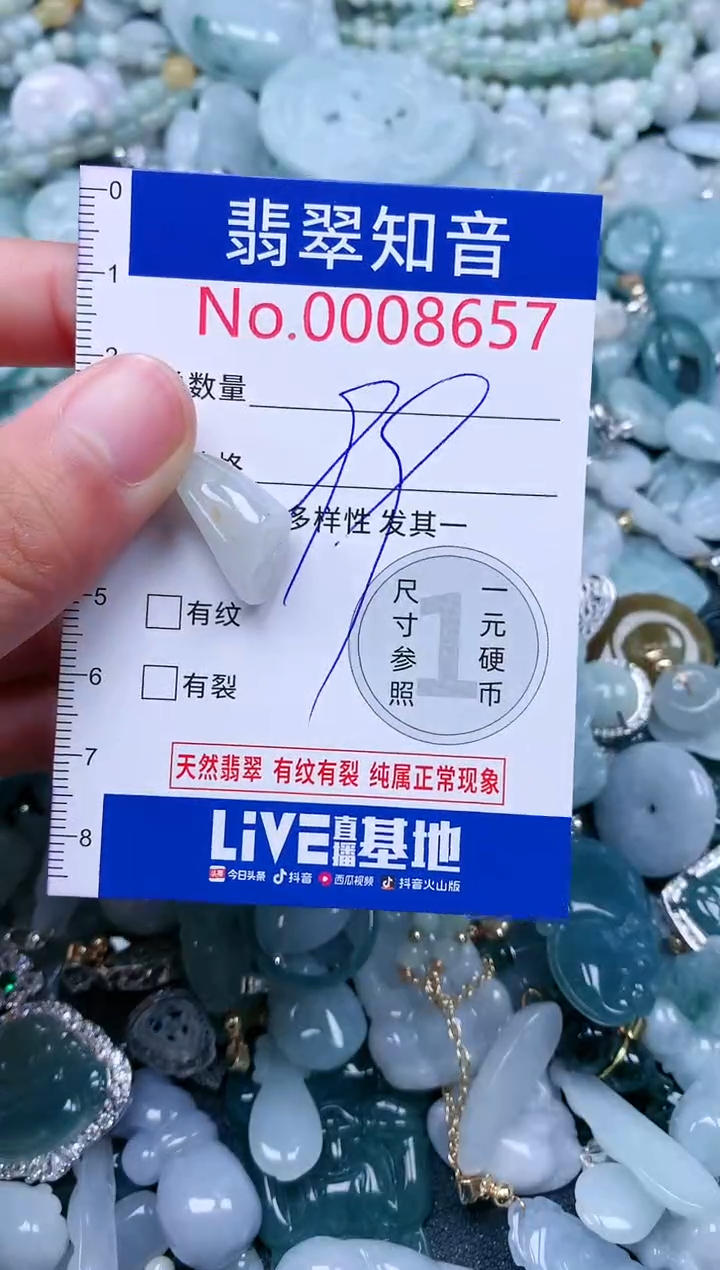 0
翡翠知音
1
No.0008657
2
数量
格
多样性 发其一
5
有纹
尺寸参照
1
一元硬币
6
有裂
7
天然翡翠 有纹有裂 纯属正常现象
8
LiVE直播基地
头条 今日头条 抖音 西瓜视频 抖音火山版